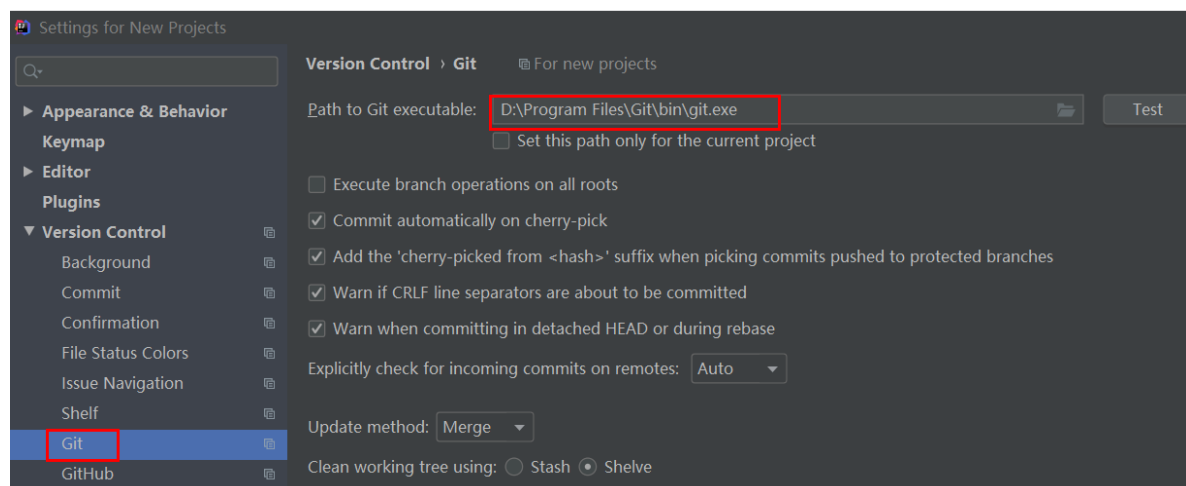 Settings for New Projects
Appearance & Behavior
Keymap
Editor
Plugins
Version Control
Background
Commit
Confirmation
File Status Colors
Issue Navigation
Shelf
Git
GitHub
Version Control › Git For new projects
Path to Git executable: D:\Program Files\Git\bin\git.exe Test
Set this path only for the current project
Execute branch operations on all roots
Commit automatically on cherry-pick
Add the 'cherry-picked from <hash>' suffix when picking commits pushed to protected branches
Warn if CRLF line separators are about to be committed
Warn when committing in detached HEAD or during rebase
Explicitly check for incoming commits on remotes: Auto
Update method: Merge
Clean working tree using: Stash Shelve